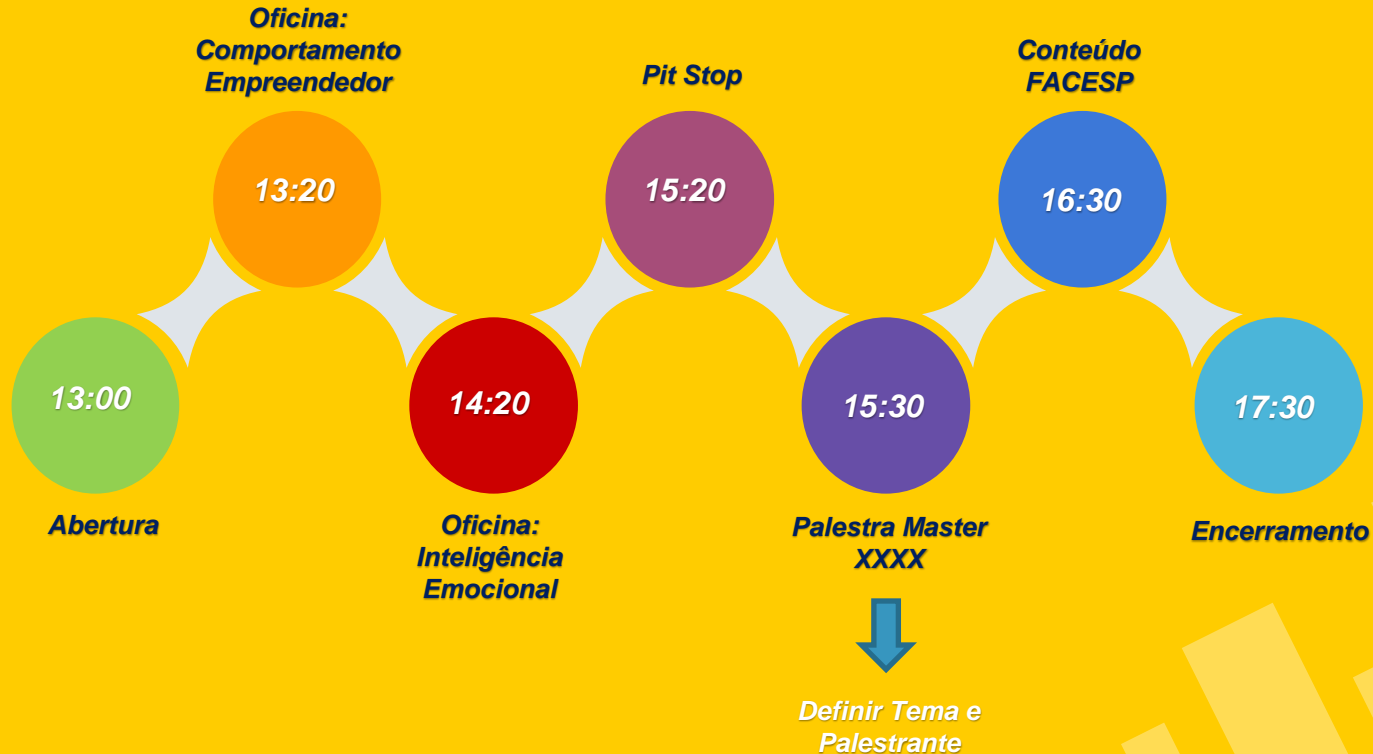 13:00
Abertura
Oficina:
Comportamento
Empreendedor
13:20
14:20
Oficina:
Inteligência
Emocional
Pit Stop
15:20
15:30
Palestra Master
XXXX
Definir Tema e
Palestrante
Conteúdo
FACESP
16:30
17:30
Encerramento